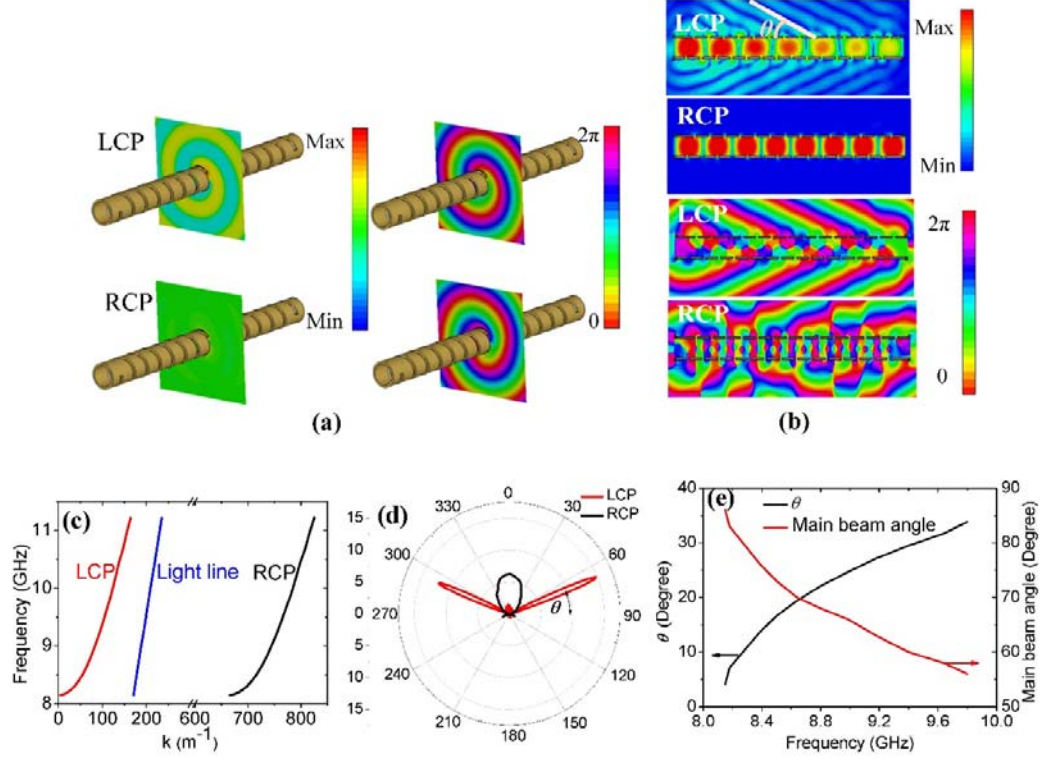 LCP
Max
2π
RCP
Min
0
(a)
LCP
θ
Max
RCP
Min
LCP
2π
RCP
0
(b)
(c)
11
10
9
8
Frequency (GHz)
LCP
Light line
RCP
0 100 200 600 700 800
k (m⁻¹)
(d)
LCP
RCP
15
10
5
0
5
10
15
0
30
60
90
120
150
180
210
240
270
300
330
θ
(e)
θ
Main beam angle
40
30
20
10
0
θ (Degree)
90
80
70
60
50
Main beam angle (Degree)
8.0 8.4 8.8 9.2 9.6 10.0
Frequency (GHz)